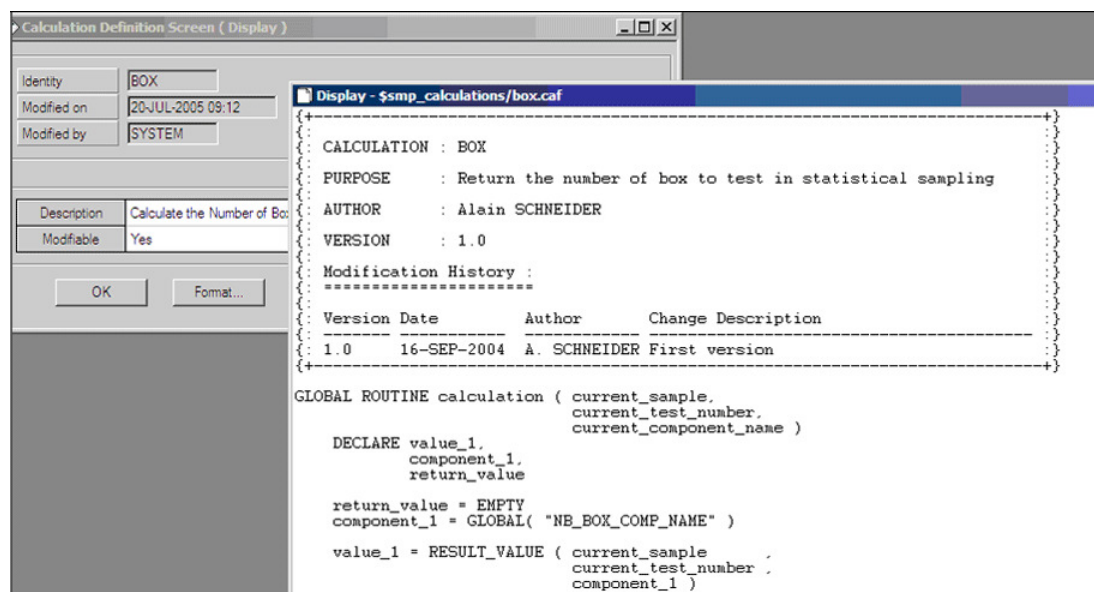 Calculation Definition Screen ( Display )
Identity BOX
Modified on 20-JUL-2005 09:12
Modified by SYSTEM
Description Calculate the Number of Bo
Modifiable Yes
OK Format...
Display - $smp_calculations/box.caf
{+-----------------------------------------------------------------------------+}
{: :}
{: CALCULATION : BOX :}
{: :}
{: PURPOSE : Return the number of box to test in statistical sampling :}
{: :}
{: AUTHOR : Alain SCHNEIDER :}
{: :}
{: VERSION : 1.0 :}
{: :}
{: Modification History : :}
{: ====================== :}
{: :}
{: Version Date Author Change Description :}
{: ------- ----------- ------------ ---------------------------------------- :}
{: 1.0 16-SEP-2004 A. SCHNEIDER First version :}
{+-----------------------------------------------------------------------------+}
GLOBAL ROUTINE calculation ( current_sample,
current_test_number,
current_component_name )
DECLARE value_1,
component_1,
return_value
return_value = EMPTY
component_1 = GLOBAL( "NB_BOX_COMP_NAME" )
value_1 = RESULT_VALUE ( current_sample ,
current_test_number ,
component_1 )